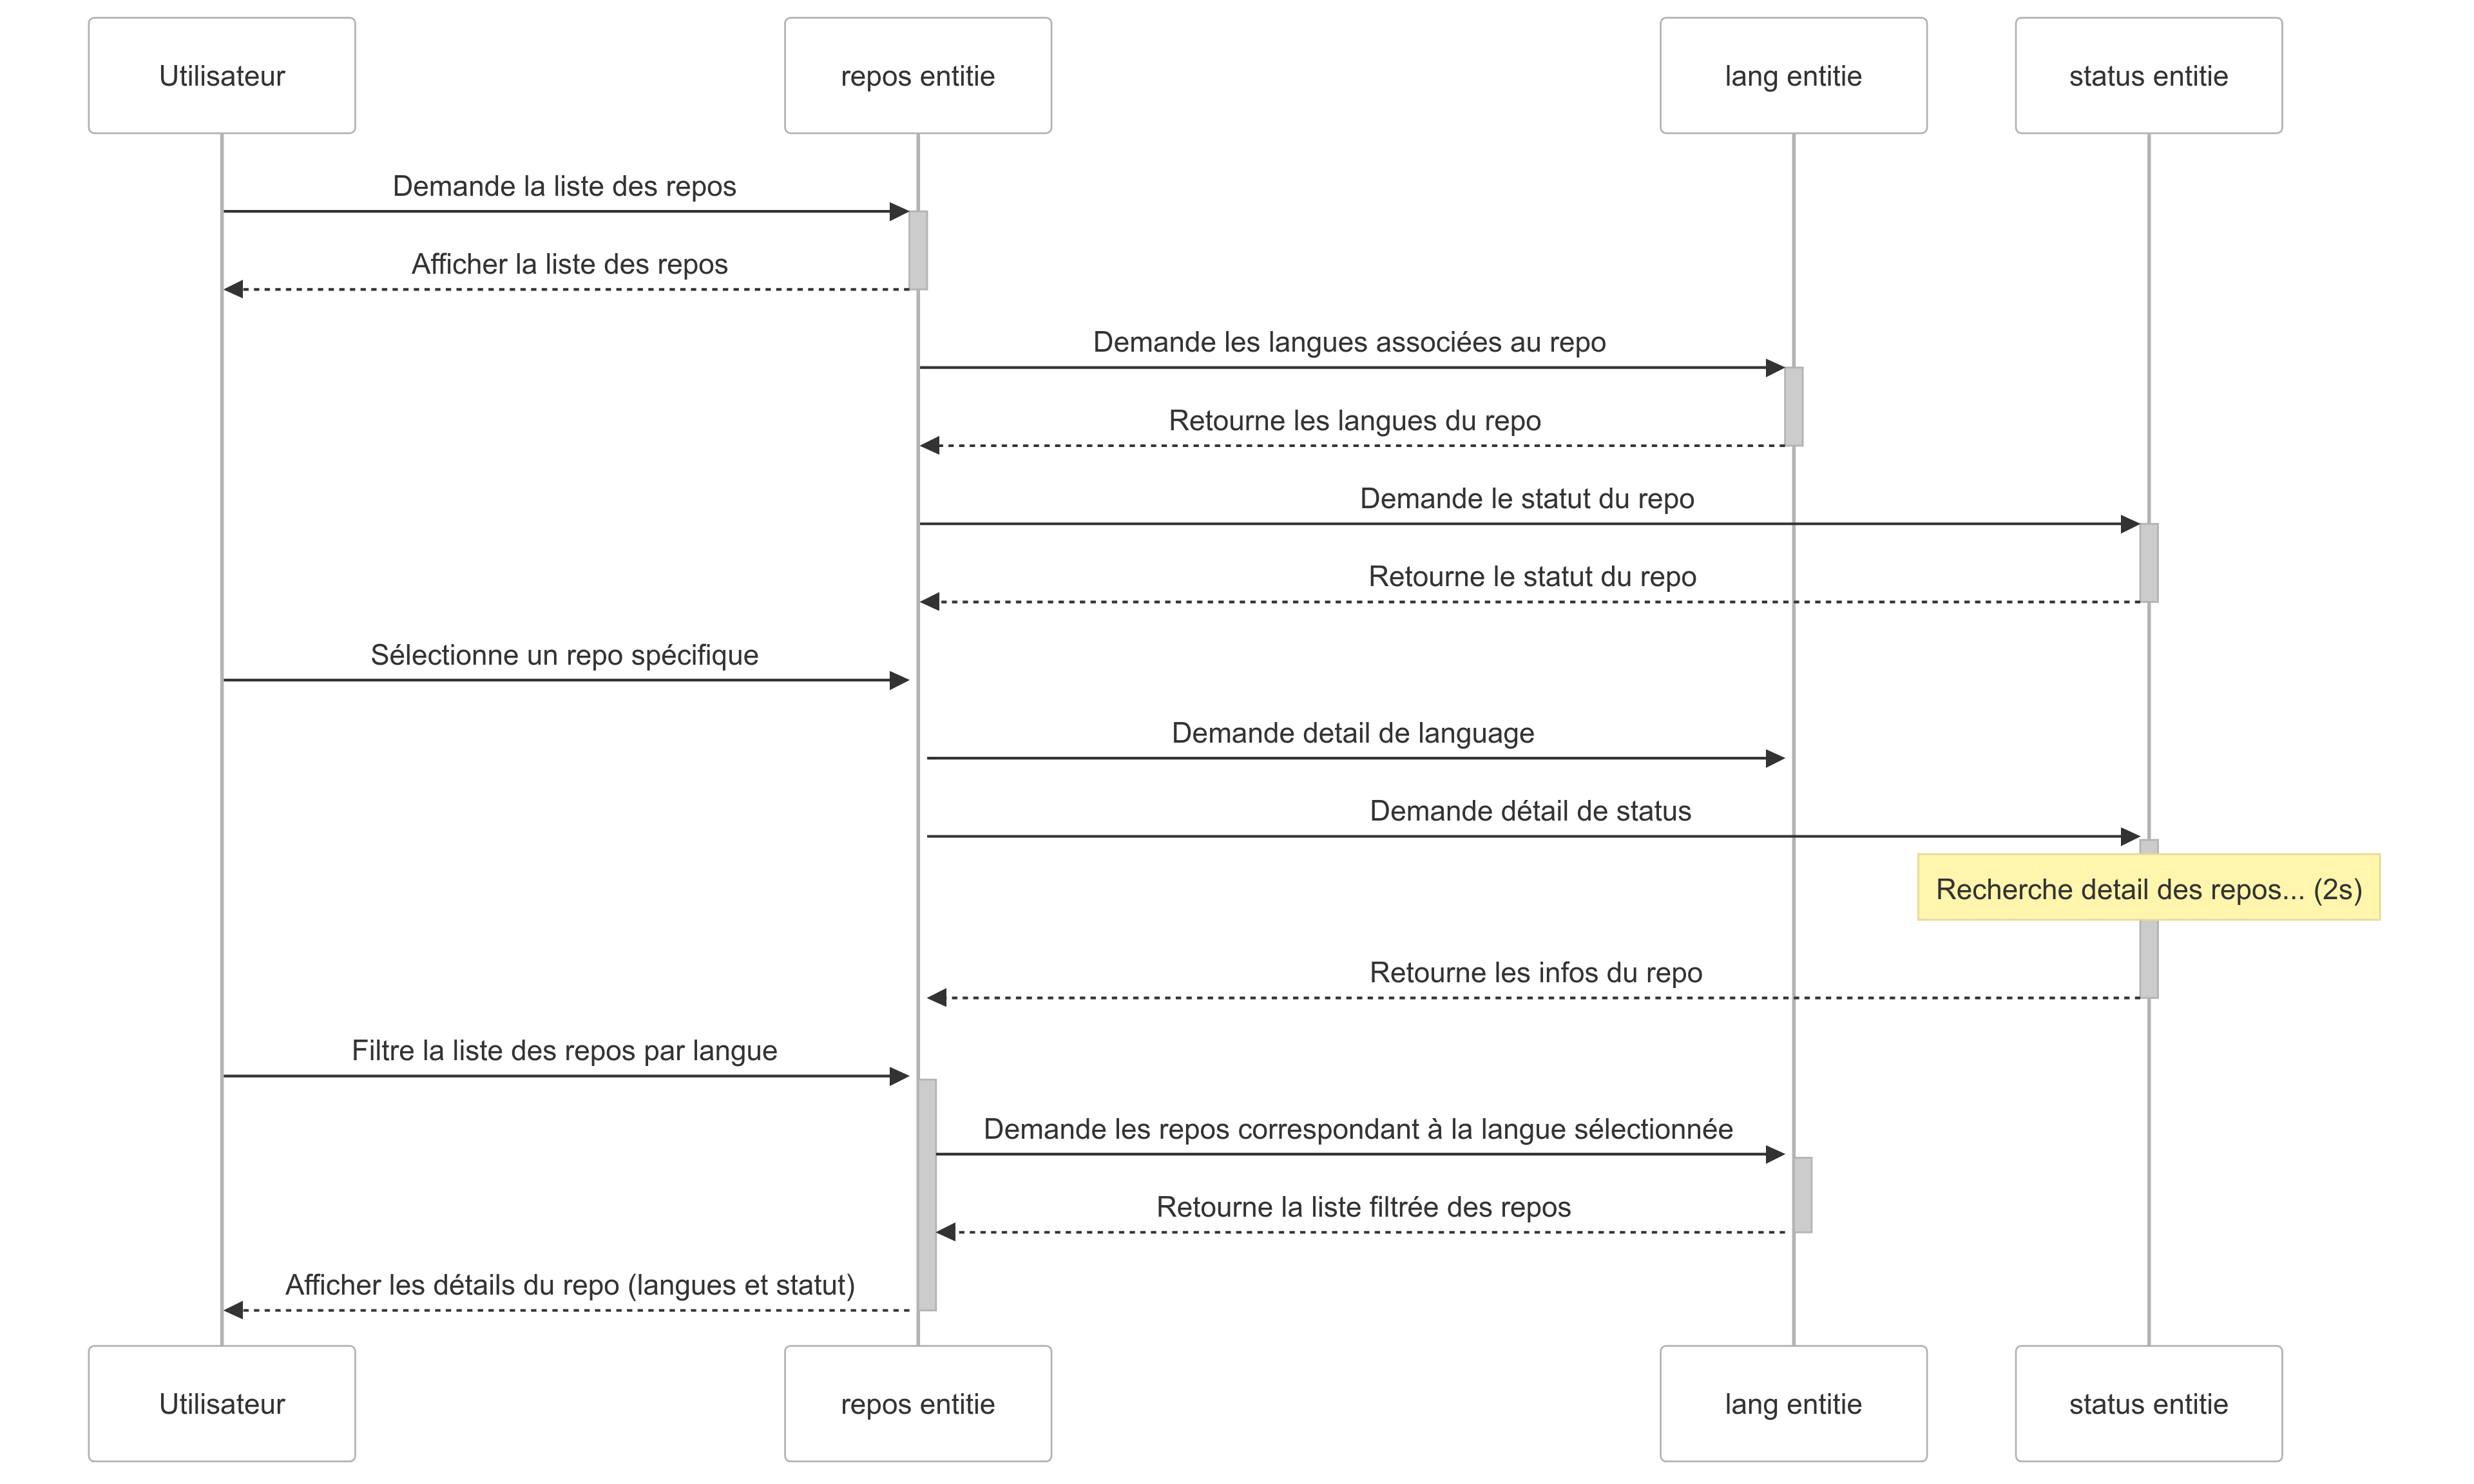 Utilisateur
repos entitie
lang entitie
status entitie
Demande la liste des repos
Afficher la liste des repos
Demande les langues associées au repo
Retourne les langues du repo
Demande le statut du repo
Retourne le statut du repo
Sélectionne un repo spécifique
Demande detail de language
Demande détail de status
Recherche detail des repos... (2s)
Retourne les infos du repo
Filtre la liste des repos par langue
Demande les repos correspondant à la langue sélectionnée
Retourne la liste filtrée des repos
Afficher les détails du repo (langues et statut)
Utilisateur
repos entitie
lang entitie
status entitie